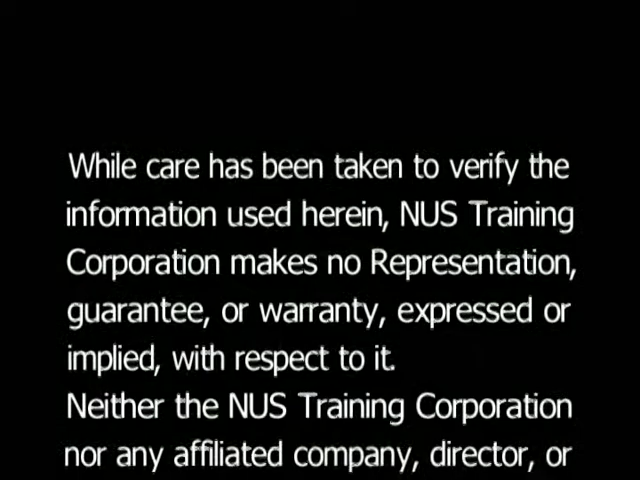 While care has been taken to verify the
information used herein, NUS Training
Corporation makes no Representation,
guarantee, or warranty, expressed or
implied, with respect to it.
Neither the NUS Training Corporation
nor any affiliated company, director, or